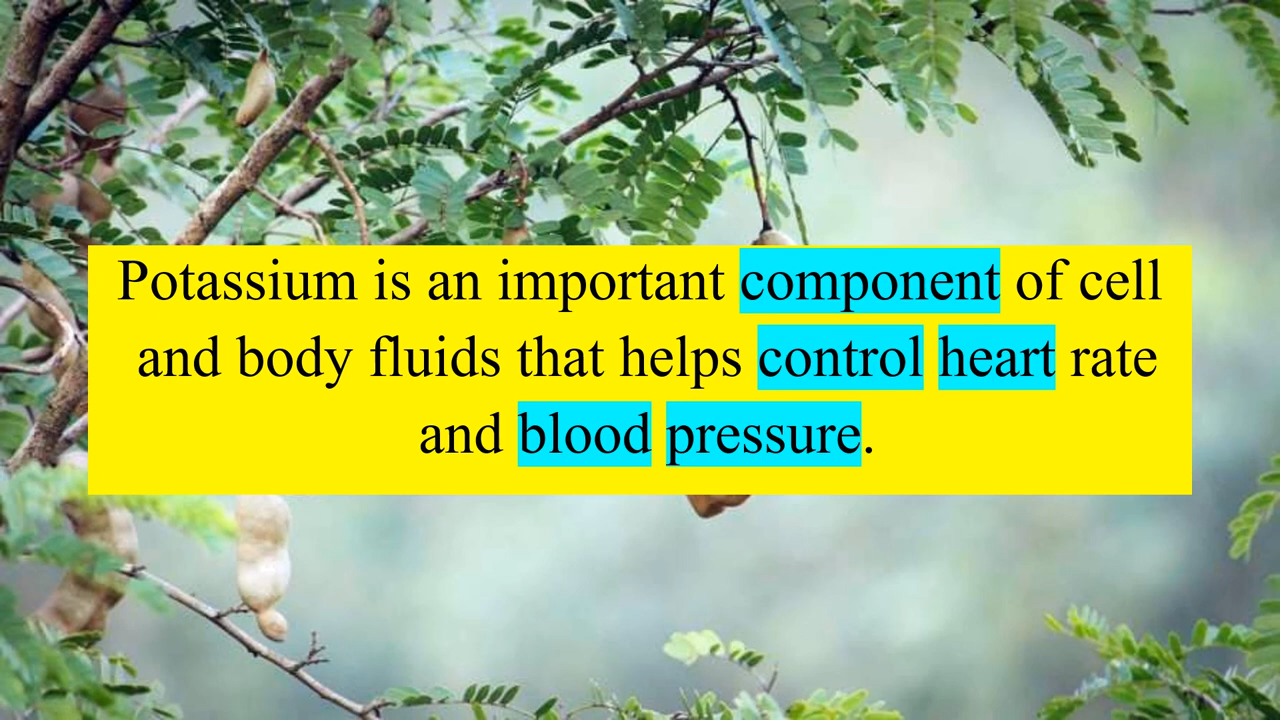 Potassium is an important component of cell
and body fluids that helps control heart rate
and blood pressure.